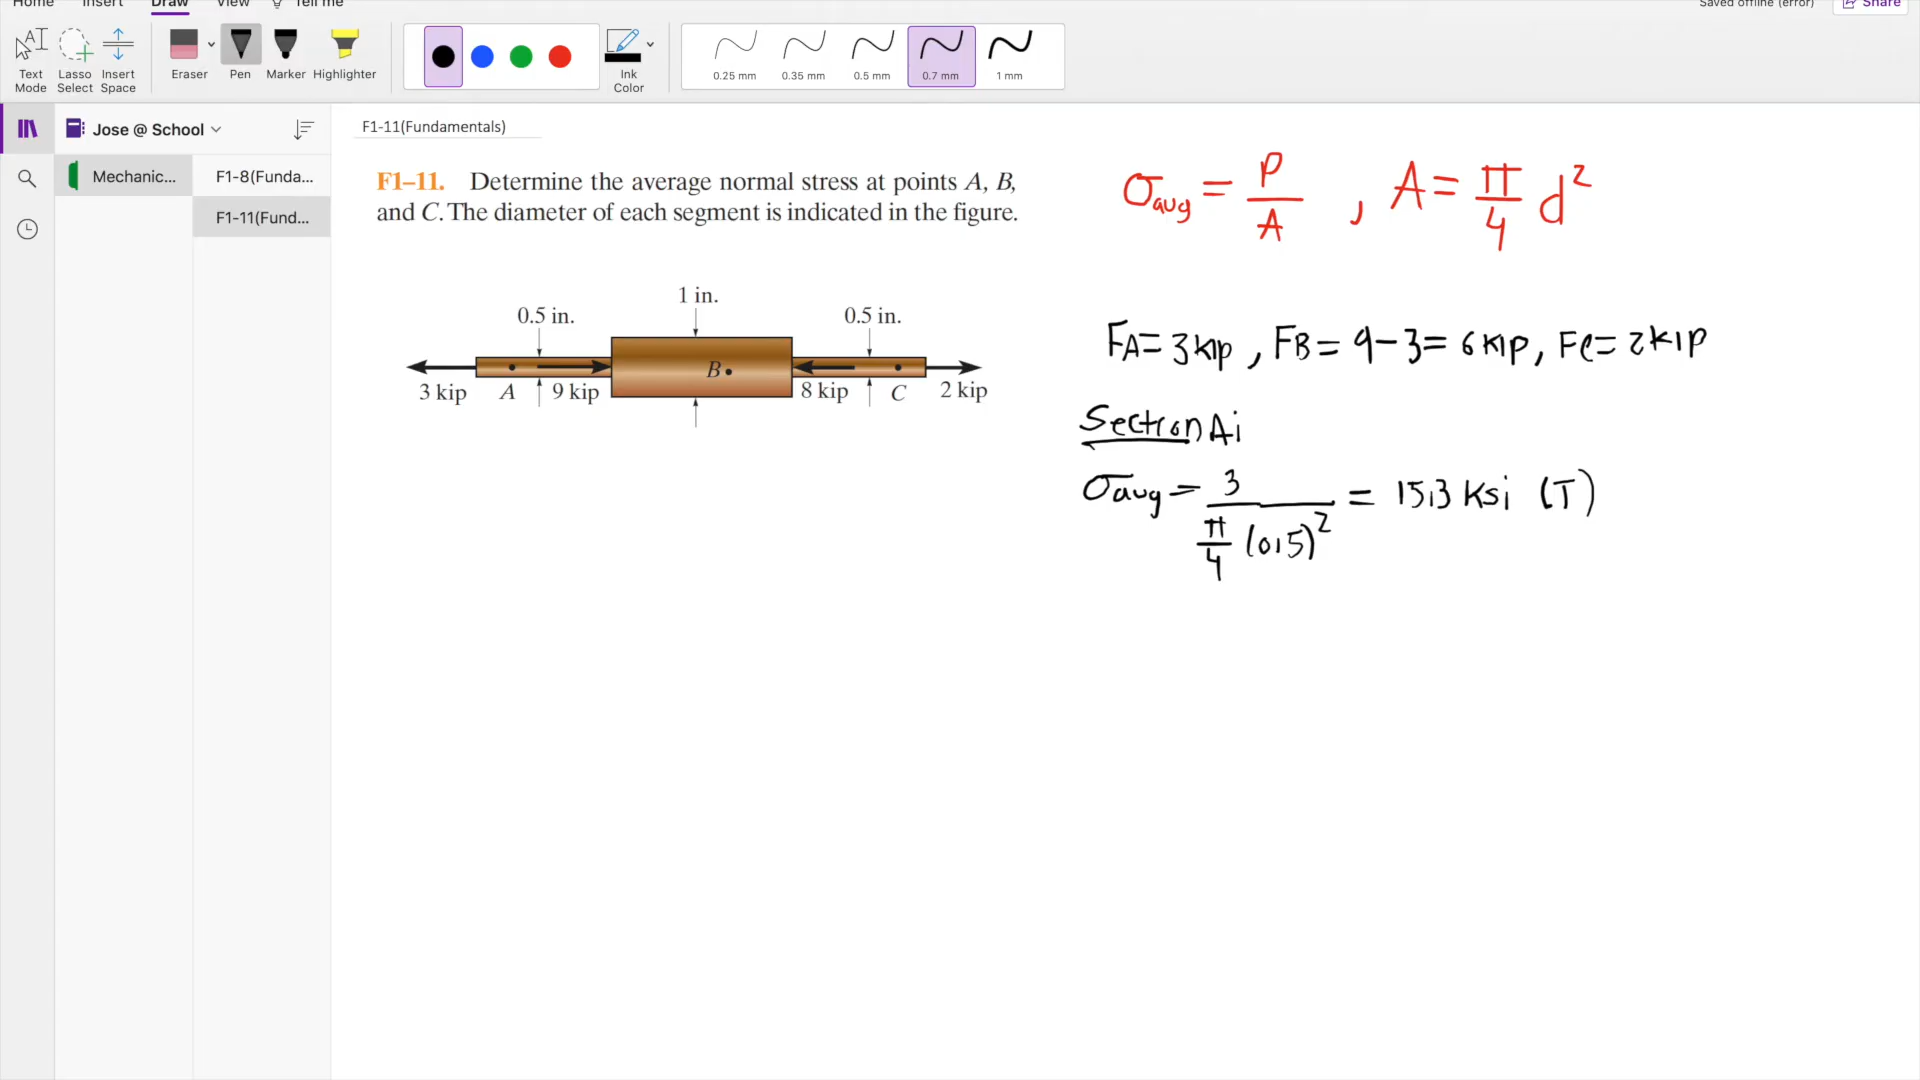 Home Insert Draw View Tell me Saved offline (error) Share
Text Mode Lasso Select Insert Space Eraser Pen Marker Highlighter Ink Color 0.25 mm 0.35 mm 0.5 mm 0.7 mm 1 mm
Jose @ School
Mechanic... F1-8(Funda...
F1-11(Fund...
F1-11(Fundamentals)
F1–11. Determine the average normal stress at points A, B,
and C. The diameter of each segment is indicated in the figure.
1 in.
0.5 in. 0.5 in.
B
3 kip A 9 kip 8 kip C 2 kip
σavg = P/A , A = π/4 d²
FA = 3 kip , FB = 9 - 3 = 6 kip, FC = 2 kip
Section A:
σavg = 3 / (π/4 (0.5)²) = 15.3 ksi (T)